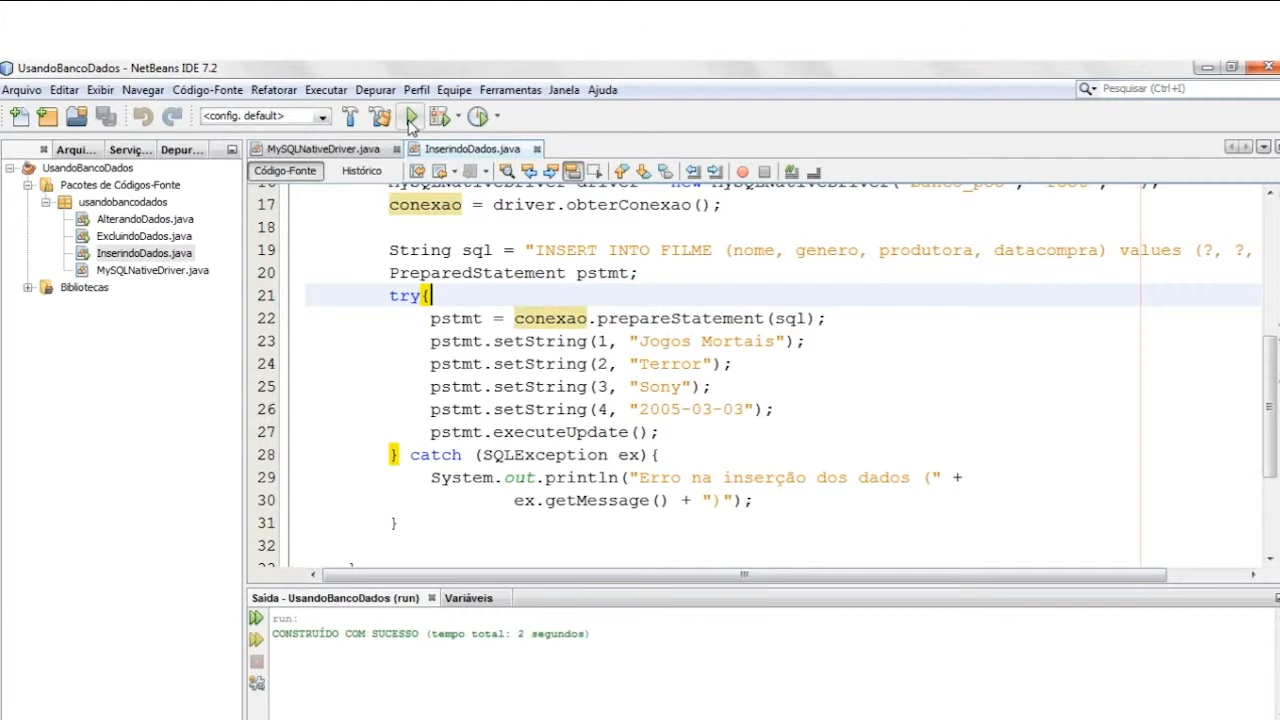 UsandoBancoDados - NetBeans IDE 7.2
Arquivo Editar Exibir Navegar Código-Fonte Refatorar Executar Depurar Perfil Equipe Ferramentas Janela Ajuda
Pesquisar (Ctrl+I)
<config. default>
Arqui... Serviç... Depur...
MySQLNativeDriver.java InserindoDados.java
Código-Fonte Histórico
UsandoBancoDados
Pacotes de Códigos-Fonte
usandobancodados
AlterandoDados.java
ExcluindoDados.java
InserindoDados.java
MySQLNativeDriver.java
Bibliotecas
17 conexao = driver.obterConexao();
18
19 String sql = "INSERT INTO FILME (nome, genero, produtora, datacompra) values (?, ?,
20 PreparedStatement pstmt;
21 try{
22 pstmt = conexao.prepareStatement(sql);
23 pstmt.setString(1, "Jogos Mortais");
24 pstmt.setString(2, "Terror");
25 pstmt.setString(3, "Sony");
26 pstmt.setString(4, "2005-03-03");
27 pstmt.executeUpdate();
28 } catch (SQLException ex){
29 System.out.println("Erro na inserção dos dados (" +
30 ex.getMessage() + ")");
31 }
32
Saída - UsandoBancoDados (run) Variáveis
run:
CONSTRUÍDO COM SUCESSO (tempo total: 2 segundos)